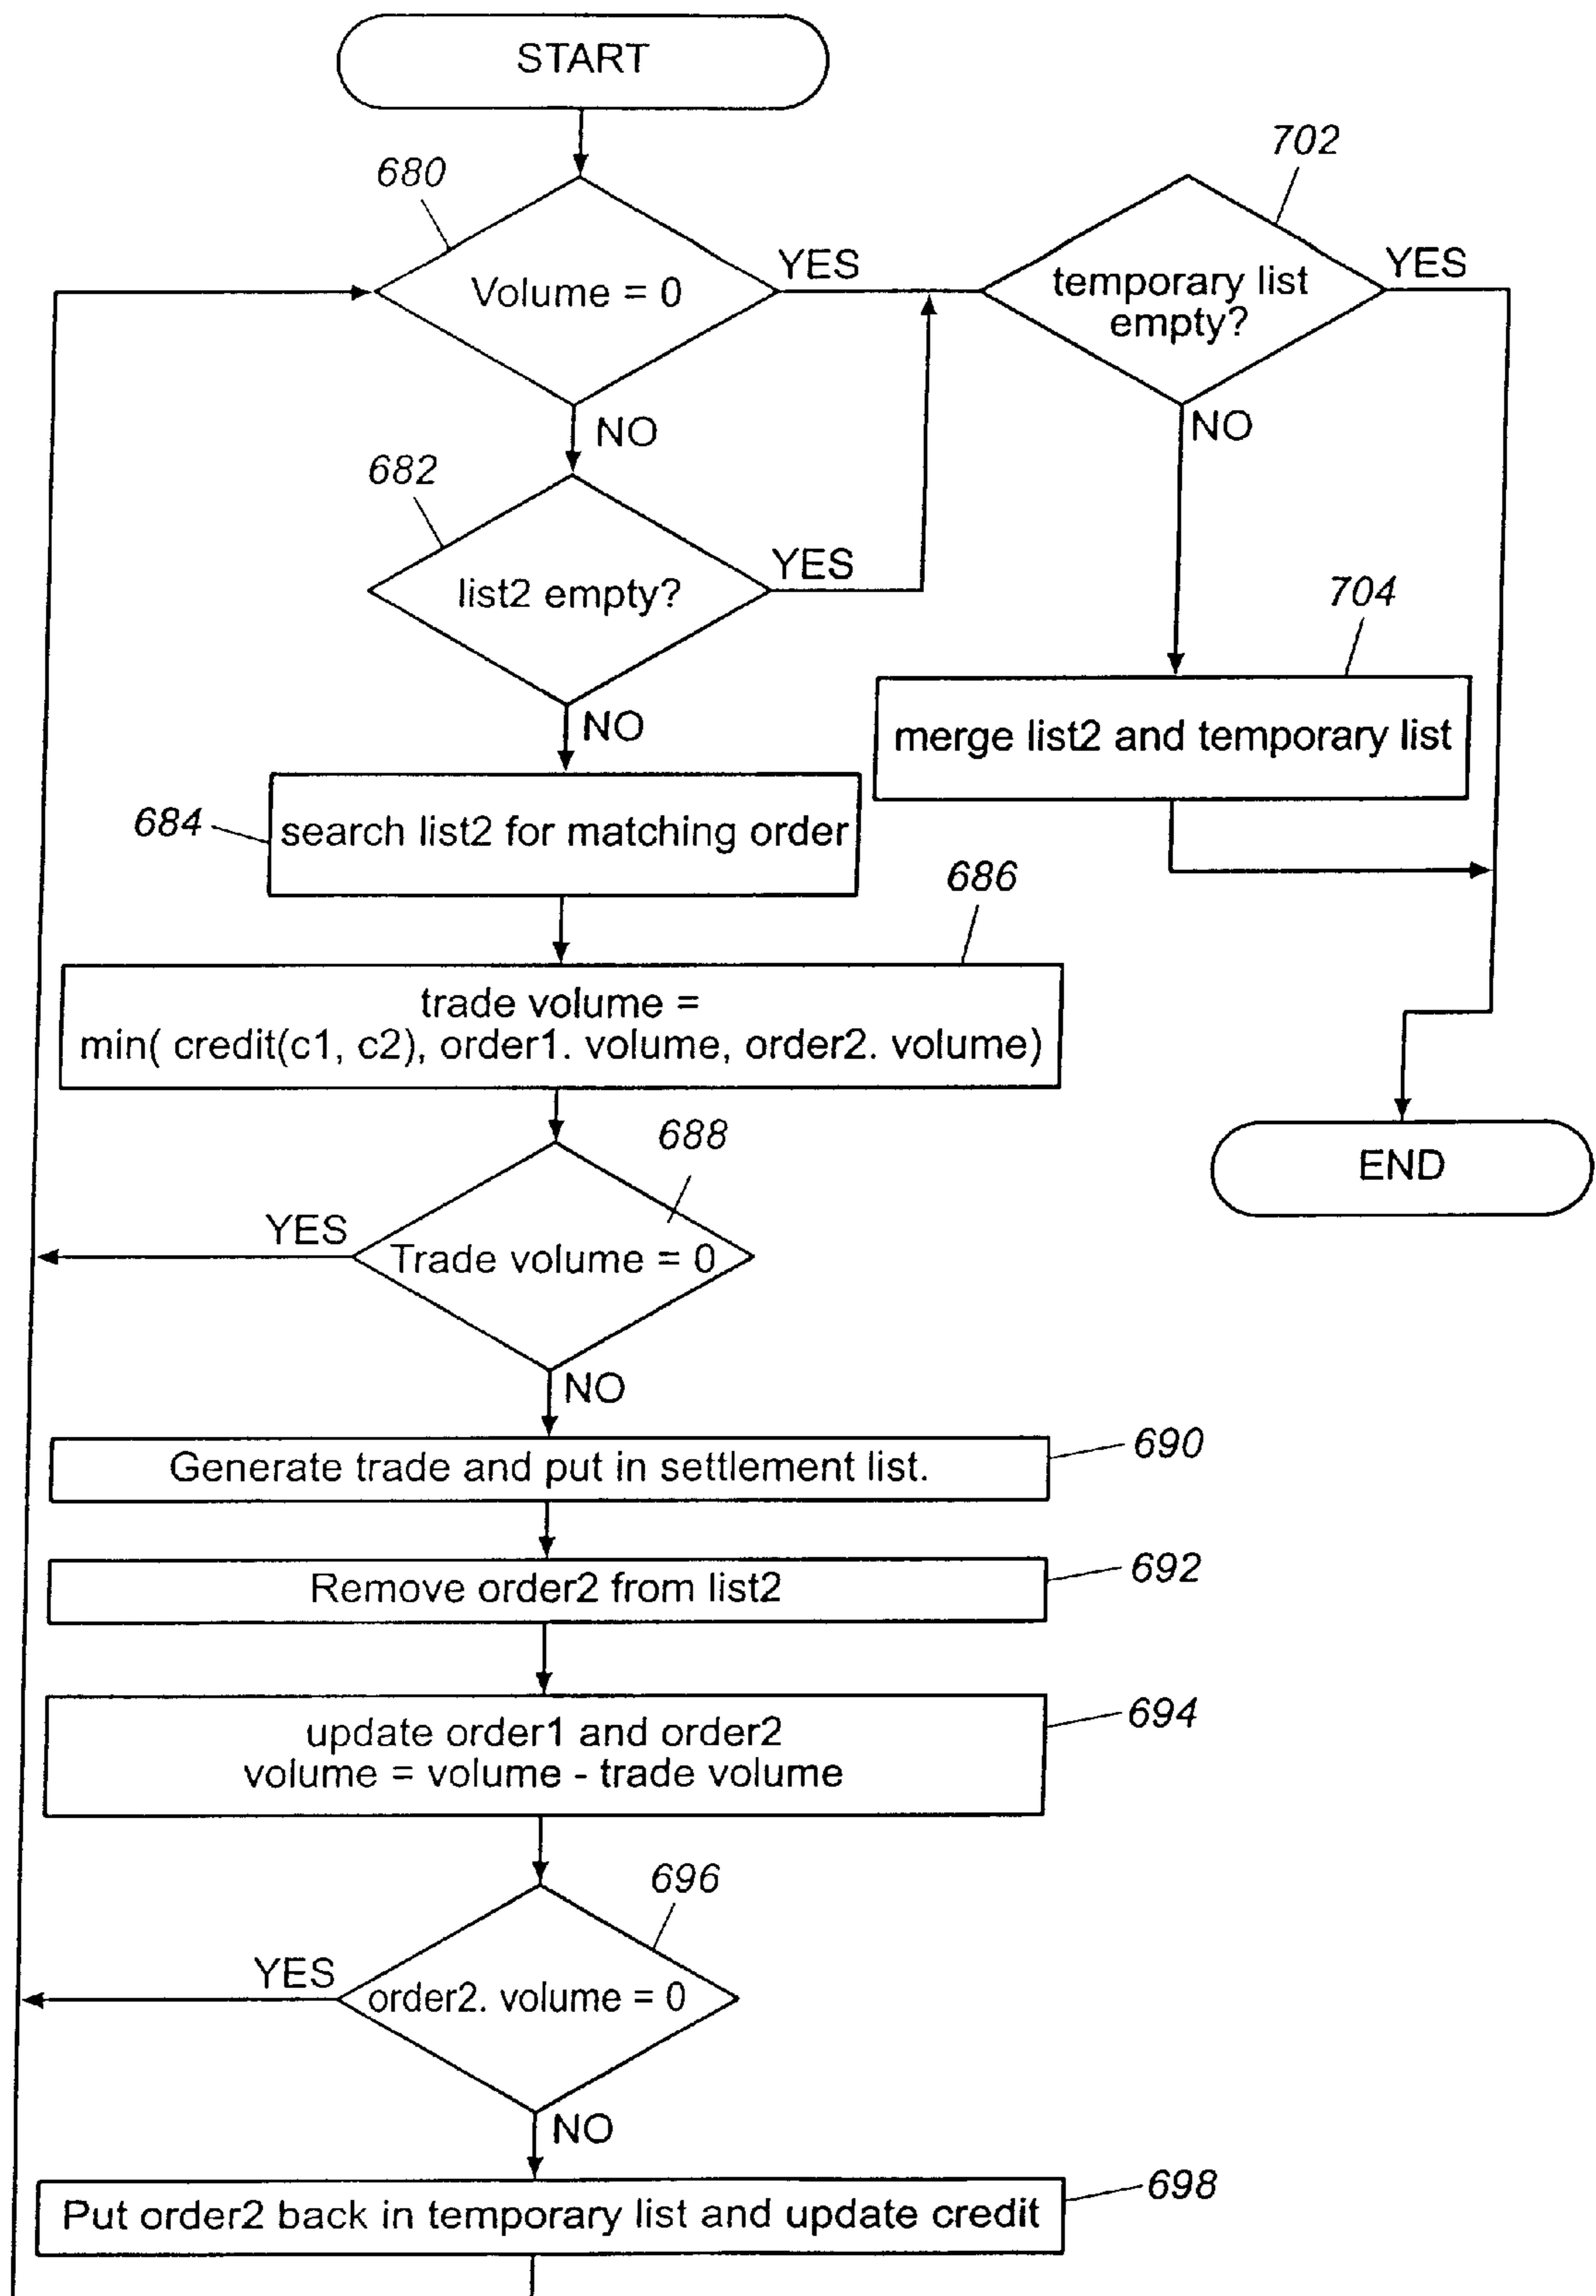 START
680
Volume = 0
YES
702
temporary list
empty?
YES
NO
NO
682
list2 empty?
YES
704
merge list2 and temporary list
NO
684
search list2 for matching order
686
trade volume =
min( credit(c1, c2), order1. volume, order2. volume)
688
END
YES
Trade volume = 0
NO
690
Generate trade and put in settlement list.
692
Remove order2 from list2
694
update order1 and order2
volume = volume - trade volume
696
YES
order2. volume = 0
NO
698
Put order2 back in temporary list and update credit